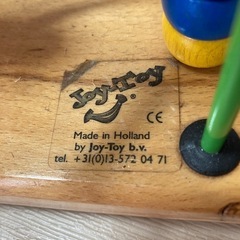 Joy-Toy
CE
Made in Holland
by Joy-Toy b.v.
tel. +31(0)13-572 04 71